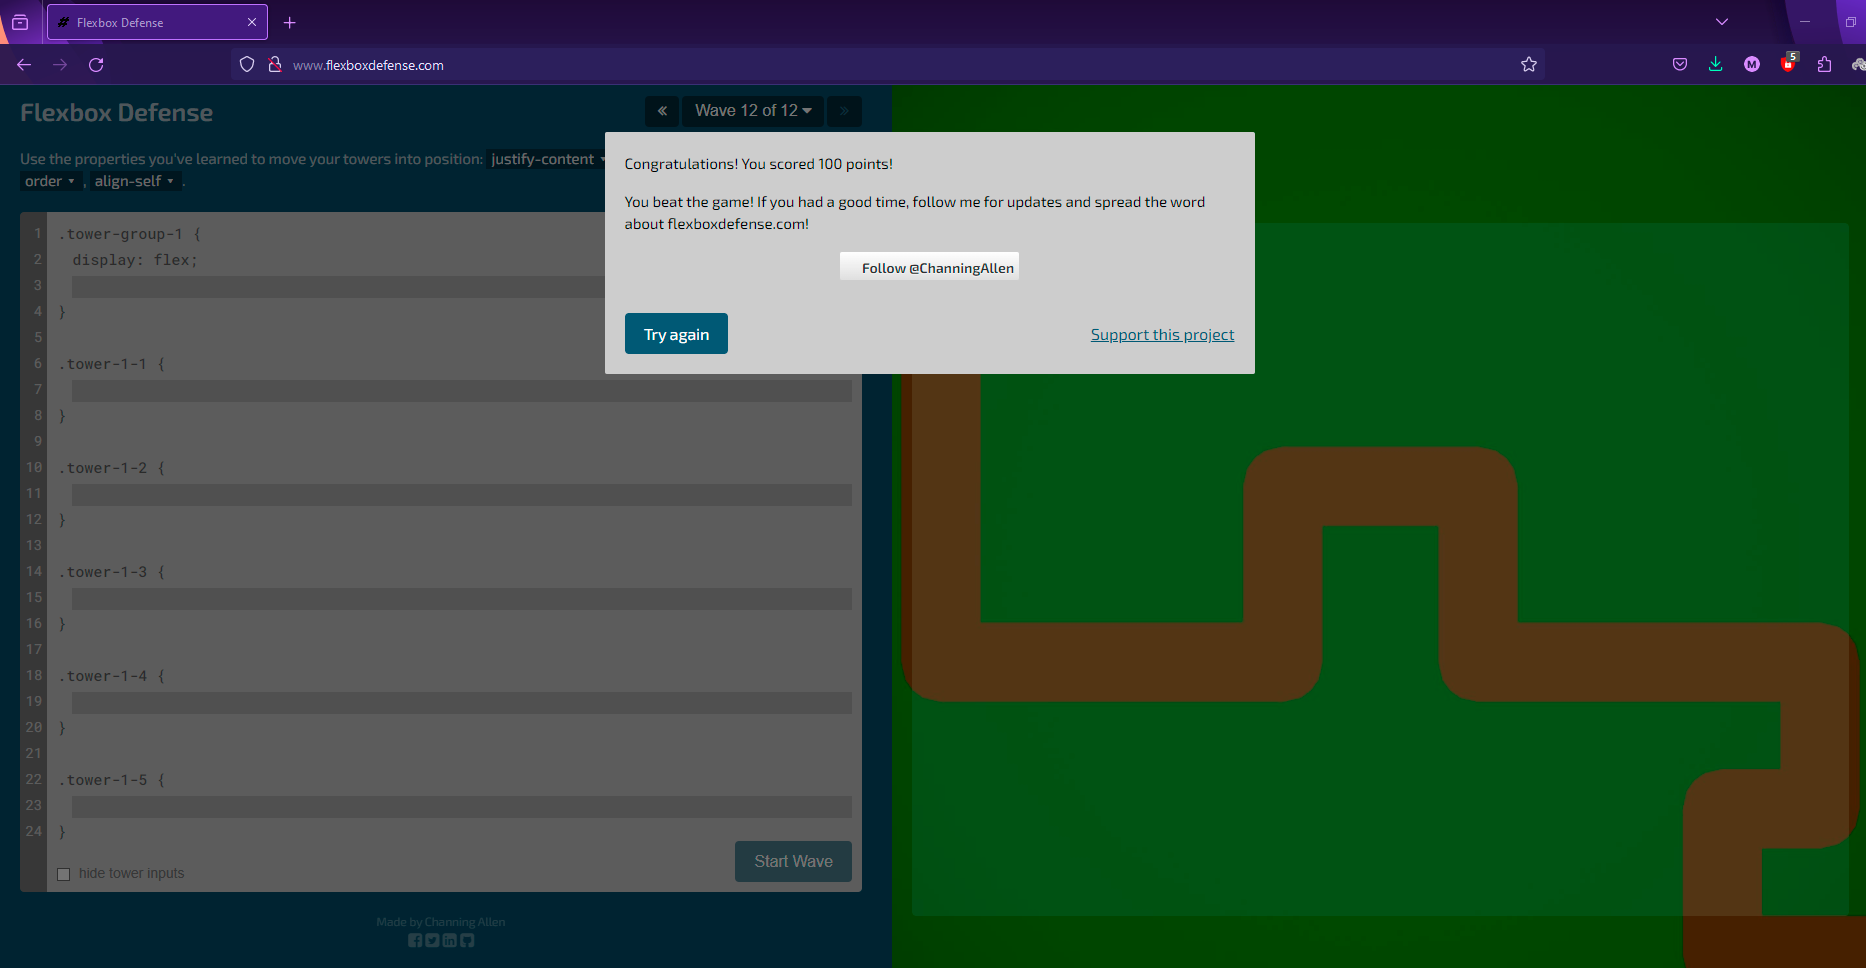 Flexbox Defense
www.flexboxdefense.com
M
5
Flexbox Defense
« Wave 12 of 12 »
Use the properties you've learned to move your towers into position: justify-content
order , align-self .
Congratulations! You scored 100 points!
You beat the game! If you had a good time, follow me for updates and spread the word
about flexboxdefense.com!
Follow @ChanningAllen
Try again
Support this project
1 .tower-group-1 {
2 display: flex;
3
4 }
5
6 .tower-1-1 {
7
8 }
9
10 .tower-1-2 {
11
12 }
13
14 .tower-1-3 {
15
16 }
17
18 .tower-1-4 {
19
20 }
21
22 .tower-1-5 {
23
24 }
hide tower inputs
Start Wave
Made by Channing Allen